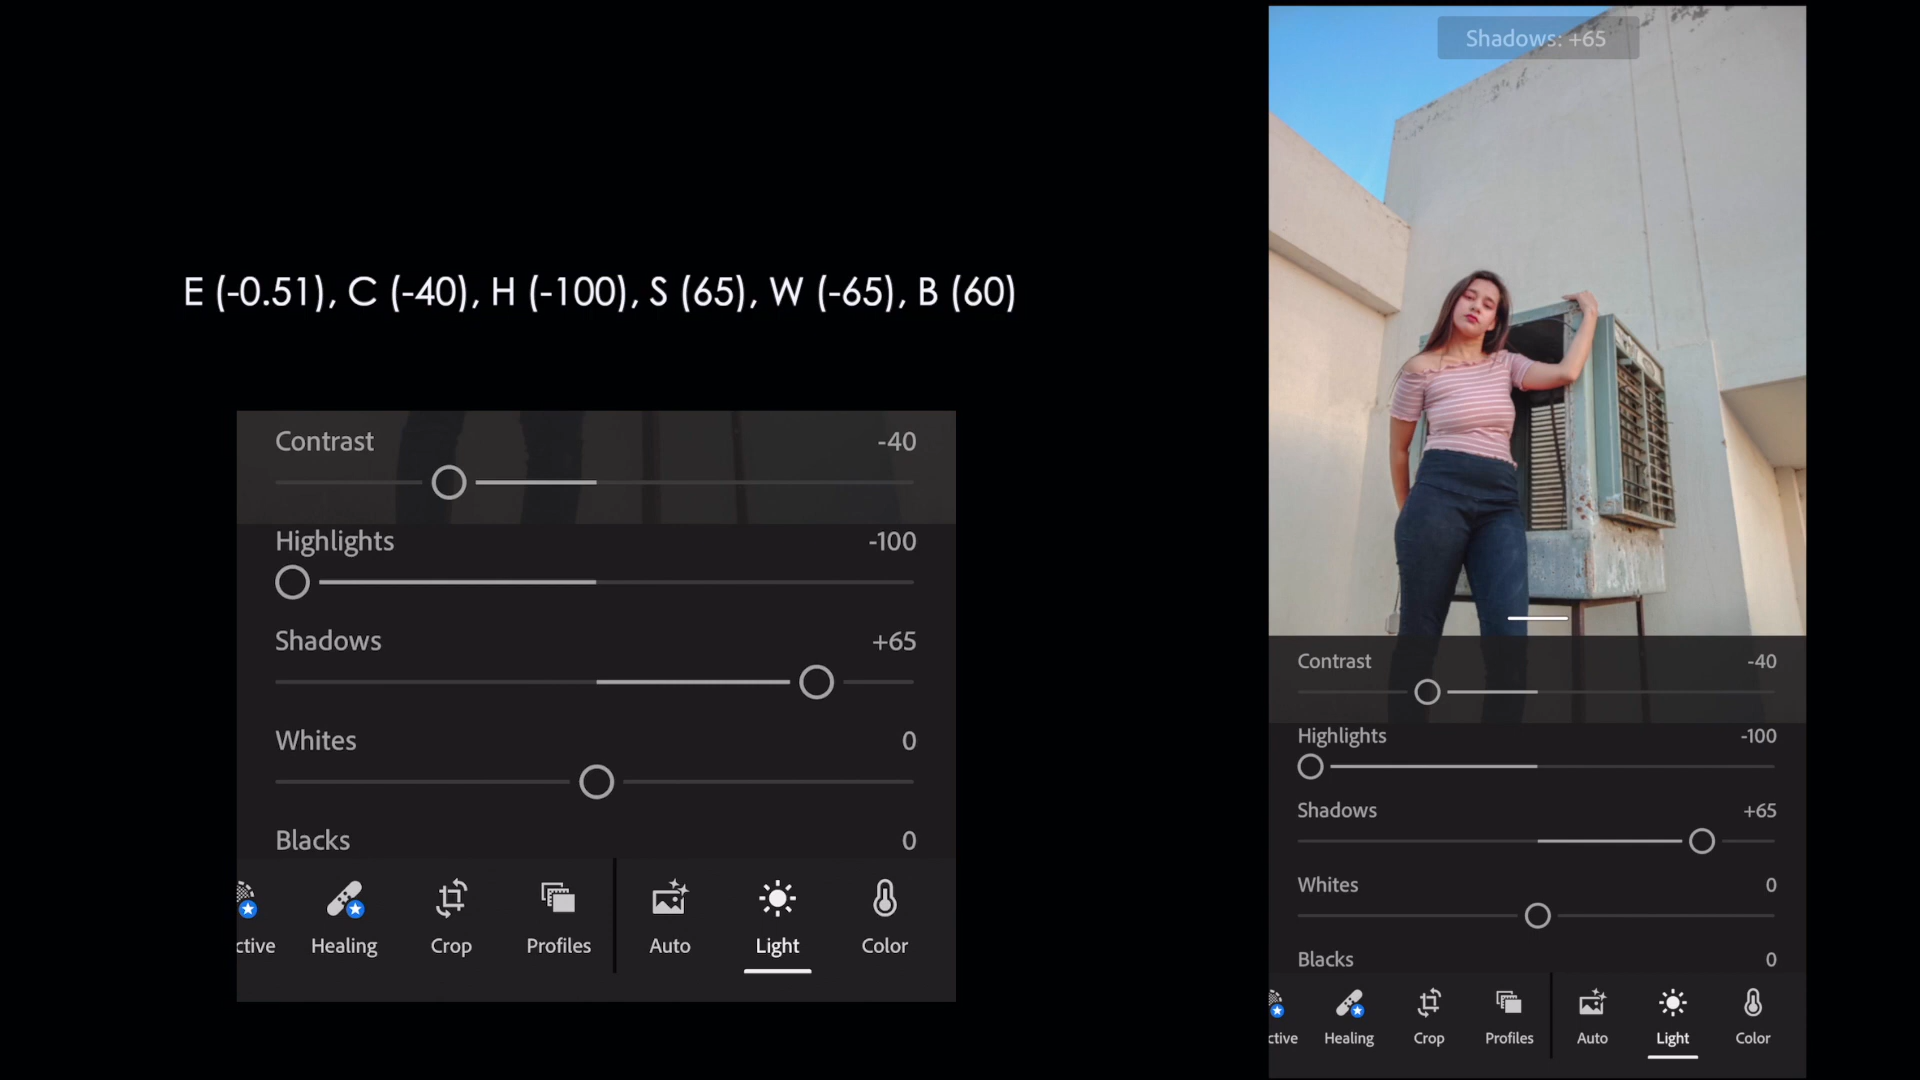 E (-0.51), C (-40), H (-100), S (65), W (-65), B (60)
Contrast -40
Highlights -100
Shadows +65
Whites 0
Blacks 0
ctive Healing Crop Profiles Auto Light Color
Shadows: +65
Contrast -40
Highlights -100
Shadows +65
Whites 0
Blacks 0
ctive Healing Crop Profiles Auto Light Color